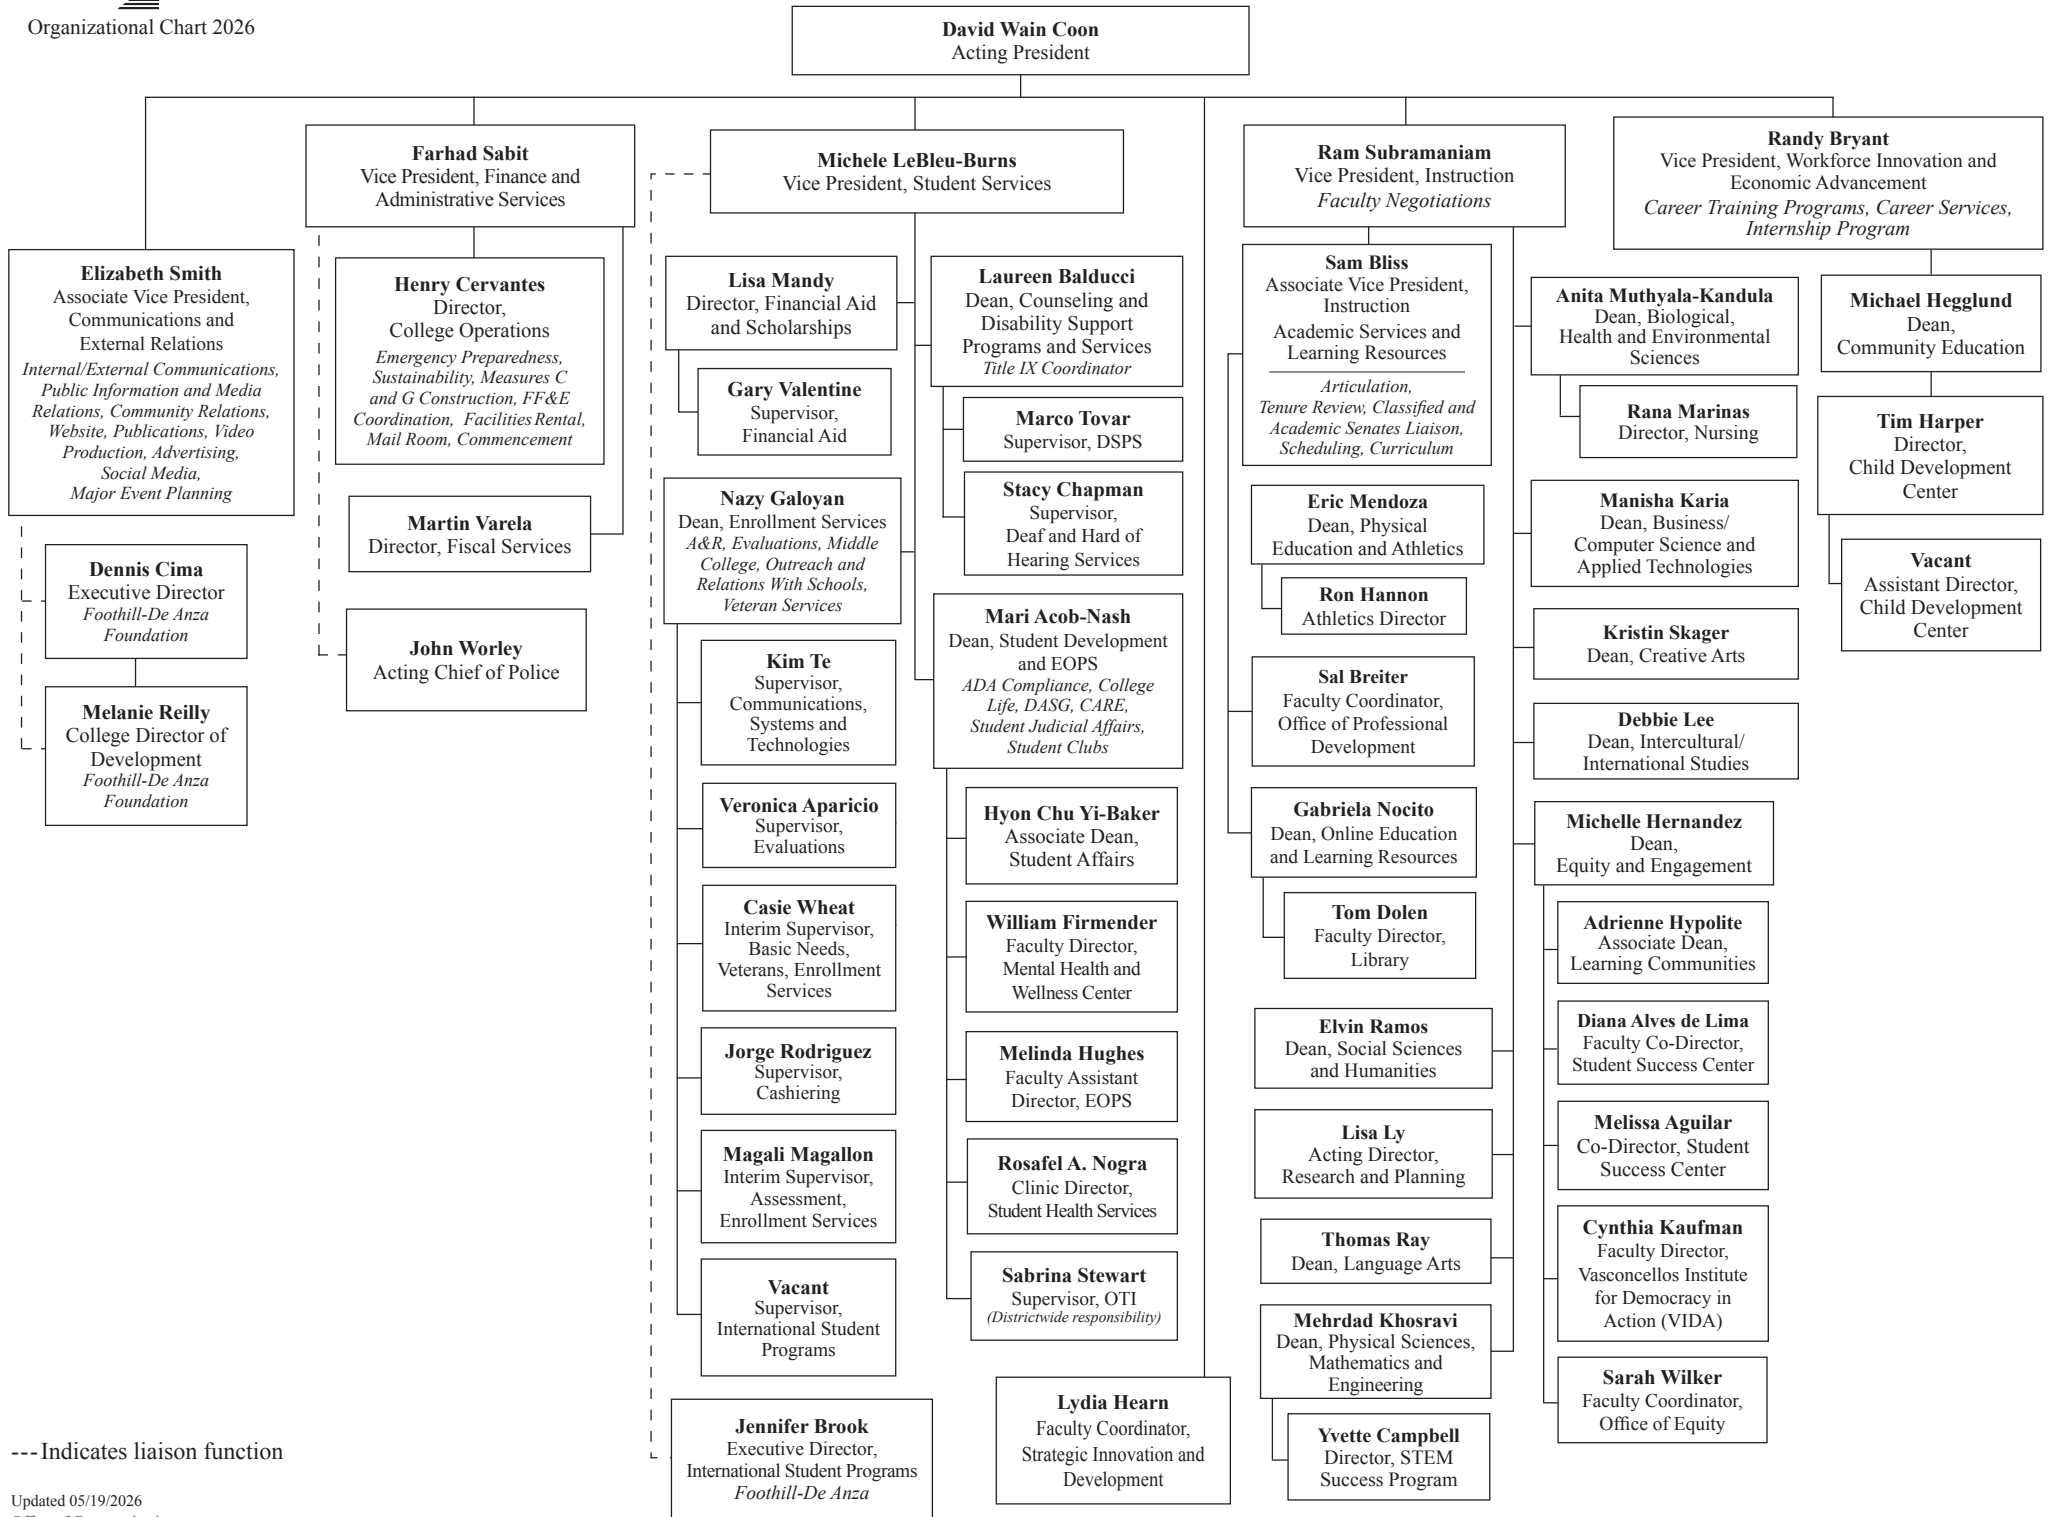 Organizational Chart 2026
David Wain Coon
Acting President
Elizabeth Smith
Associate Vice President,
Communications and
External Relations
Internal/External Communications,
Public Information and Media
Relations, Community Relations,
Website, Publications, Video
Production, Advertising,
Social Media,
Major Event Planning
Dennis Cima
Executive Director
Foothill-De Anza
Foundation
Melanie Reilly
College Director of
Development
Foothill-De Anza
Foundation
Farhad Sabit
Vice President, Finance and
Administrative Services
Henry Cervantes
Director,
College Operations
Emergency Preparedness,
Sustainability, Measures C
and G Construction, FF&E
Coordination, Facilities Rental,
Mail Room, Commencement
Martin Varela
Director, Fiscal Services
John Worley
Acting Chief of Police
Michele LeBleu-Burns
Vice President, Student Services
Lisa Mandy
Director, Financial Aid
and Scholarships
Gary Valentine
Supervisor,
Financial Aid
Nazy Galoyan
Dean, Enrollment Services
A&R, Evaluations, Middle
College, Outreach and
Relations With Schools,
Veteran Services
Kim Te
Supervisor,
Communications,
Systems and
Technologies
Veronica Aparicio
Supervisor,
Evaluations
Casie Wheat
Interim Supervisor,
Basic Needs,
Veterans, Enrollment
Services
Jorge Rodriguez
Supervisor,
Cashiering
Magali Magallon
Interim Supervisor,
Assessment,
Enrollment Services
Vacant
Supervisor,
International Student
Programs
Jennifer Brook
Executive Director,
International Student Programs
Foothill-De Anza
Laureen Balducci
Dean, Counseling and
Disability Support
Programs and Services
Title IX Coordinator
Marco Tovar
Supervisor, DSPS
Stacy Chapman
Supervisor,
Deaf and Hard of
Hearing Services
Mari Acob-Nash
Dean, Student Development
and EOPS
ADA Compliance, College
Life, DASG, CARE,
Student Judicial Affairs,
Student Clubs
Hyon Chu Yi-Baker
Associate Dean,
Student Affairs
William Firmender
Faculty Director,
Mental Health and
Wellness Center
Melinda Hughes
Faculty Assistant
Director, EOPS
Rosafel A. Nogra
Clinic Director,
Student Health Services
Sabrina Stewart
Supervisor, OTI
(Districtwide responsibility)
Lydia Hearn
Faculty Coordinator,
Strategic Innovation and
Development
Ram Subramaniam
Vice President, Instruction
Faculty Negotiations
Sam Bliss
Associate Vice President,
Instruction
Academic Services and
Learning Resources
Articulation,
Tenure Review, Classified and
Academic Senates Liaison,
Scheduling, Curriculum
Eric Mendoza
Dean, Physical
Education and Athletics
Ron Hannon
Athletics Director
Sal Breiter
Faculty Coordinator,
Office of Professional
Development
Gabriela Nocito
Dean, Online Education
and Learning Resources
Tom Dolen
Faculty Director,
Library
Elvin Ramos
Dean, Social Sciences
and Humanities
Lisa Ly
Acting Director,
Research and Planning
Thomas Ray
Dean, Language Arts
Mehrdad Khosravi
Dean, Physical Sciences,
Mathematics and
Engineering
Yvette Campbell
Director, STEM
Success Program
Anita Muthyala-Kandula
Dean, Biological,
Health and Environmental
Sciences
Rana Marinas
Director, Nursing
Manisha Karia
Dean, Business/
Computer Science and
Applied Technologies
Kristin Skager
Dean, Creative Arts
Debbie Lee
Dean, Intercultural/
International Studies
Michelle Hernandez
Dean,
Equity and Engagement
Adrienne Hypolite
Associate Dean,
Learning Communities
Diana Alves de Lima
Faculty Co-Director,
Student Success Center
Melissa Aguilar
Co-Director, Student
Success Center
Cynthia Kaufman
Faculty Director,
Vasconcellos Institute
for Democracy in
Action (VIDA)
Sarah Wilker
Faculty Coordinator,
Office of Equity
Randy Bryant
Vice President, Workforce Innovation and
Economic Advancement
Career Training Programs, Career Services,
Internship Program
Michael Hegglund
Dean,
Community Education
Tim Harper
Director,
Child Development
Center
Vacant
Assistant Director,
Child Development
Center
---Indicates liaison function
Updated 05/19/2026